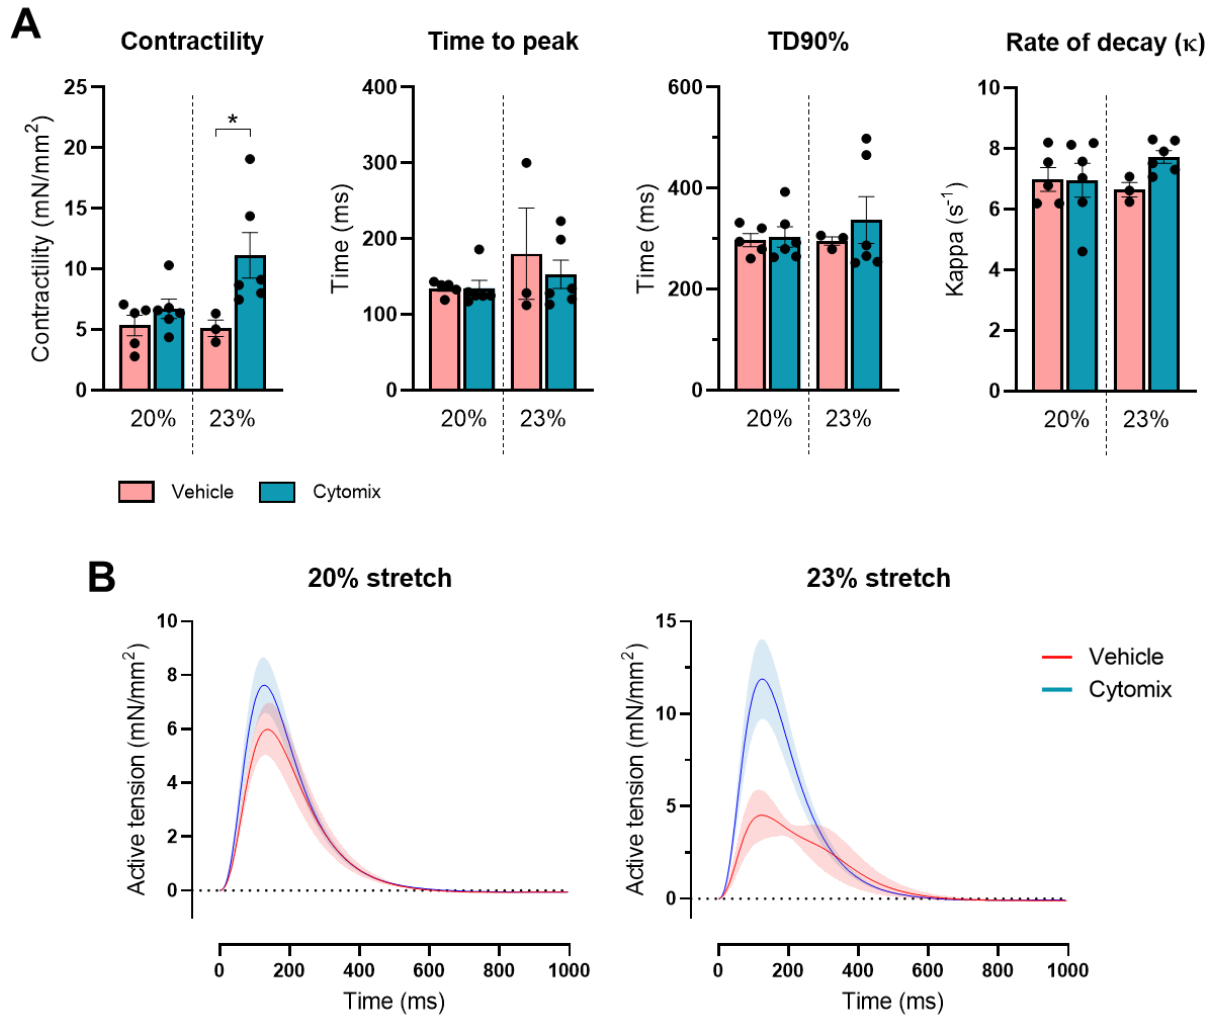 A
Contractility
Time to peak
TD90%
Rate of decay (κ)
Contractility (mN/mm²)
25
20
15
10
5
0
*
20%
23%
Time (ms)
400
300
200
100
0
20%
23%
Time (ms)
600
400
200
0
20%
23%
Kappa (s⁻¹)
10
8
6
4
2
0
20%
23%
Vehicle
Cytomix
B
20% stretch
23% stretch
Active tension (mN/mm²)
10
8
6
4
2
0
0 200 400 600 800 1000
Time (ms)
Active tension (mN/mm²)
15
10
5
0
0 200 400 600 800 1000
Time (ms)
Vehicle
Cytomix